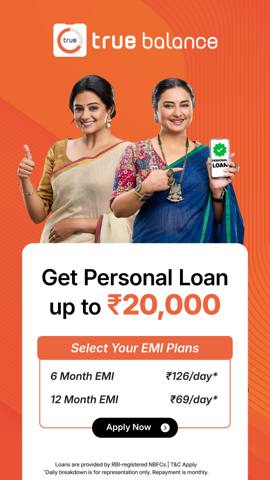 true
true balance
PERSONAL
LOAN
Get Personal Loan
up to ₹20,000
Select Your EMI Plans
6 Month EMI ₹126/day*
12 Month EMI ₹69/day*
Apply Now
Loans are provided by RBI-registered NBFCs | T&C Apply
*Daily breakdown is for representation only. Repayment is monthly.